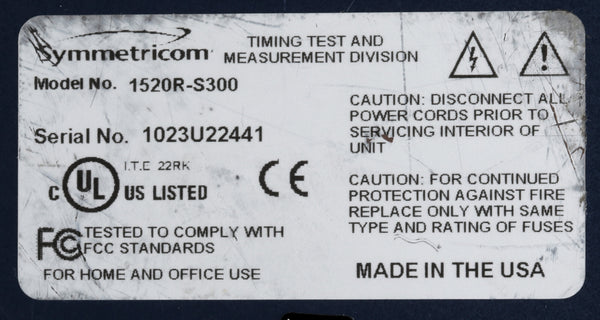 Symmetricom
TIMING TEST AND
MEASUREMENT DIVISION
Model No. 1520R-S300
Serial No. 1023U22441
I.T.E 22RK
C UL US LISTED
CE
FC TESTED TO COMPLY WITH
FCC STANDARDS
FOR HOME AND OFFICE USE
CAUTION: DISCONNECT ALL
POWER CORDS PRIOR TO
SERVICING INTERIOR OF
UNIT
CAUTION: FOR CONTINUED
PROTECTION AGAINST FIRE
REPLACE ONLY WITH SAME
TYPE AND RATING OF FUSES
MADE IN THE USA